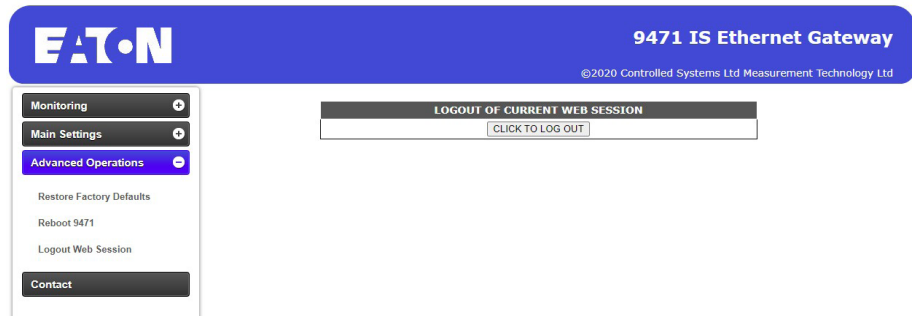 EATON
9471 IS Ethernet Gateway
©2020 Controlled Systems Ltd Measurement Technology Ltd
Monitoring
Main Settings
Advanced Operations
Restore Factory Defaults
Reboot 9471
Logout Web Session
Contact
LOGOUT OF CURRENT WEB SESSION
CLICK TO LOG OUT